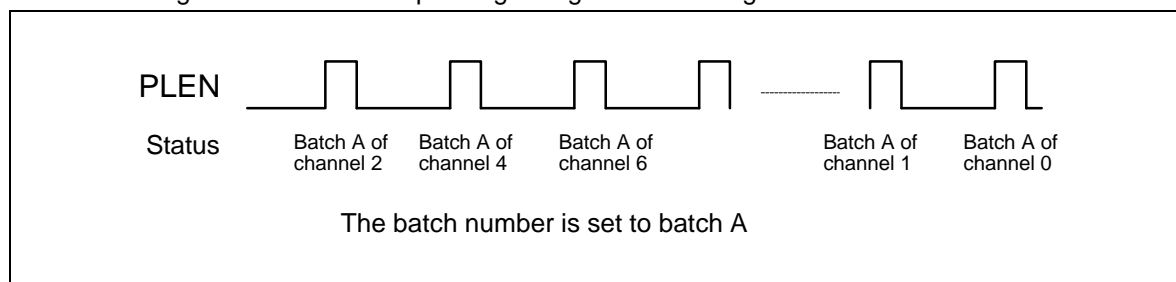 PLEN
Status
Batch A of channel 2
Batch A of channel 4
Batch A of channel 6
Batch A of channel 1
Batch A of channel 0
The batch number is set to batch A